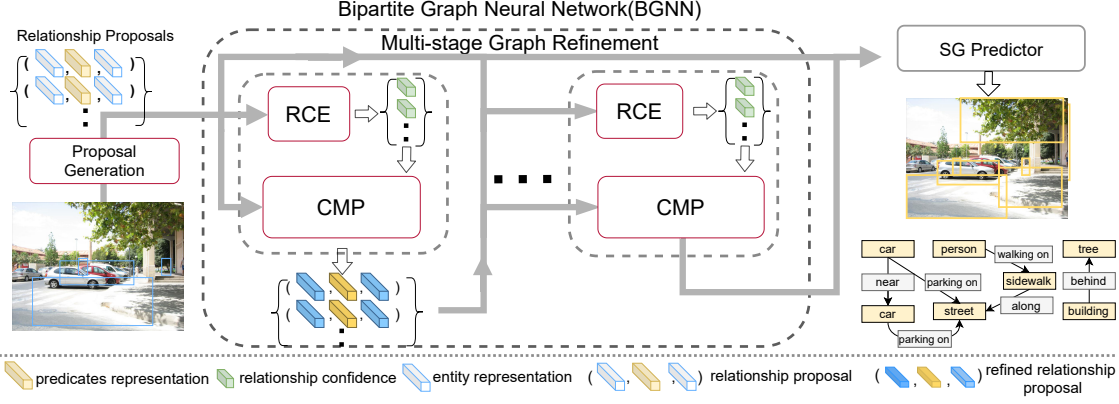 Bipartite Graph Neural Network(BGNN)
Relationship Proposals
Multi-stage Graph Refinement
SG Predictor
( , , )
( , , )
RCE
RCE
Proposal
Generation
CMP
CMP
( , , )
( , , )
car
person
tree
walking on
near
parking on
sidewalk
behind
car
street
along
building
parking on
predicates representation
relationship confidence
entity representation
( , , ) relationship proposal
( , , ) refined relationship
proposal